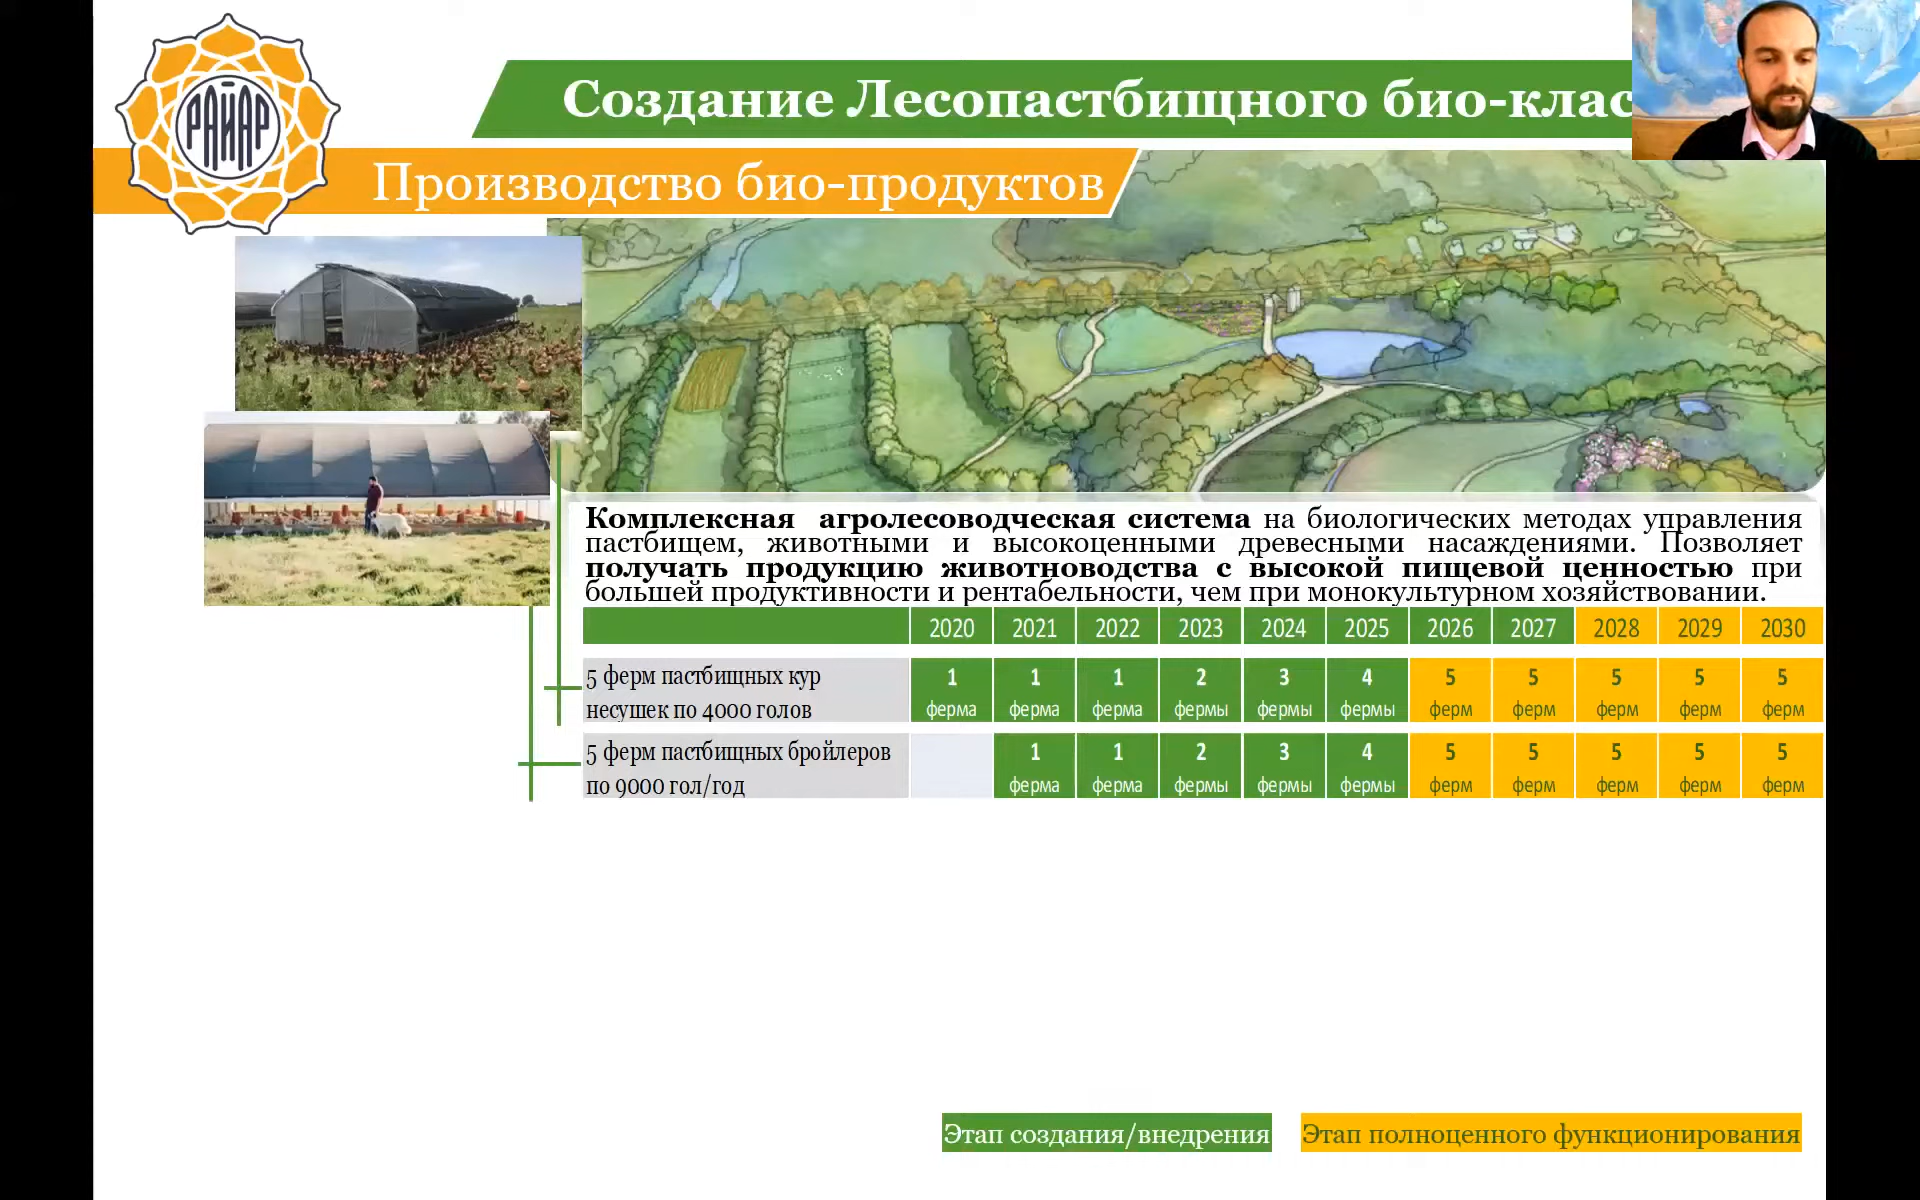 РАЙАР
Создание Лесопастбищного био-клас
Производство био-продуктов
Комплексная агролесоводческая система на биологических методах управления
пастбищем, животными и высокоценными древесными насаждениями. Позволяет
получать продукцию животноводства с высокой пищевой ценностью при
большей продуктивности и рентабельности, чем при монокультурном хозяйствовании.
2020 2021 2022 2023 2024 2025 2026 2027 2028 2029 2030
5 ферм пастбищных кур 1 1 1 2 3 4 5 5 5 5 5
несушек по 4000 голов ферма ферма ферма фермы фермы фермы ферм ферм ферм ферм ферм
5 ферм пастбищных бройлеров 1 1 2 3 4 5 5 5 5 5
по 9000 гол/год ферма ферма фермы фермы фермы ферм ферм ферм ферм ферм
Этап создания/внедрения Этап полноценного функционирования